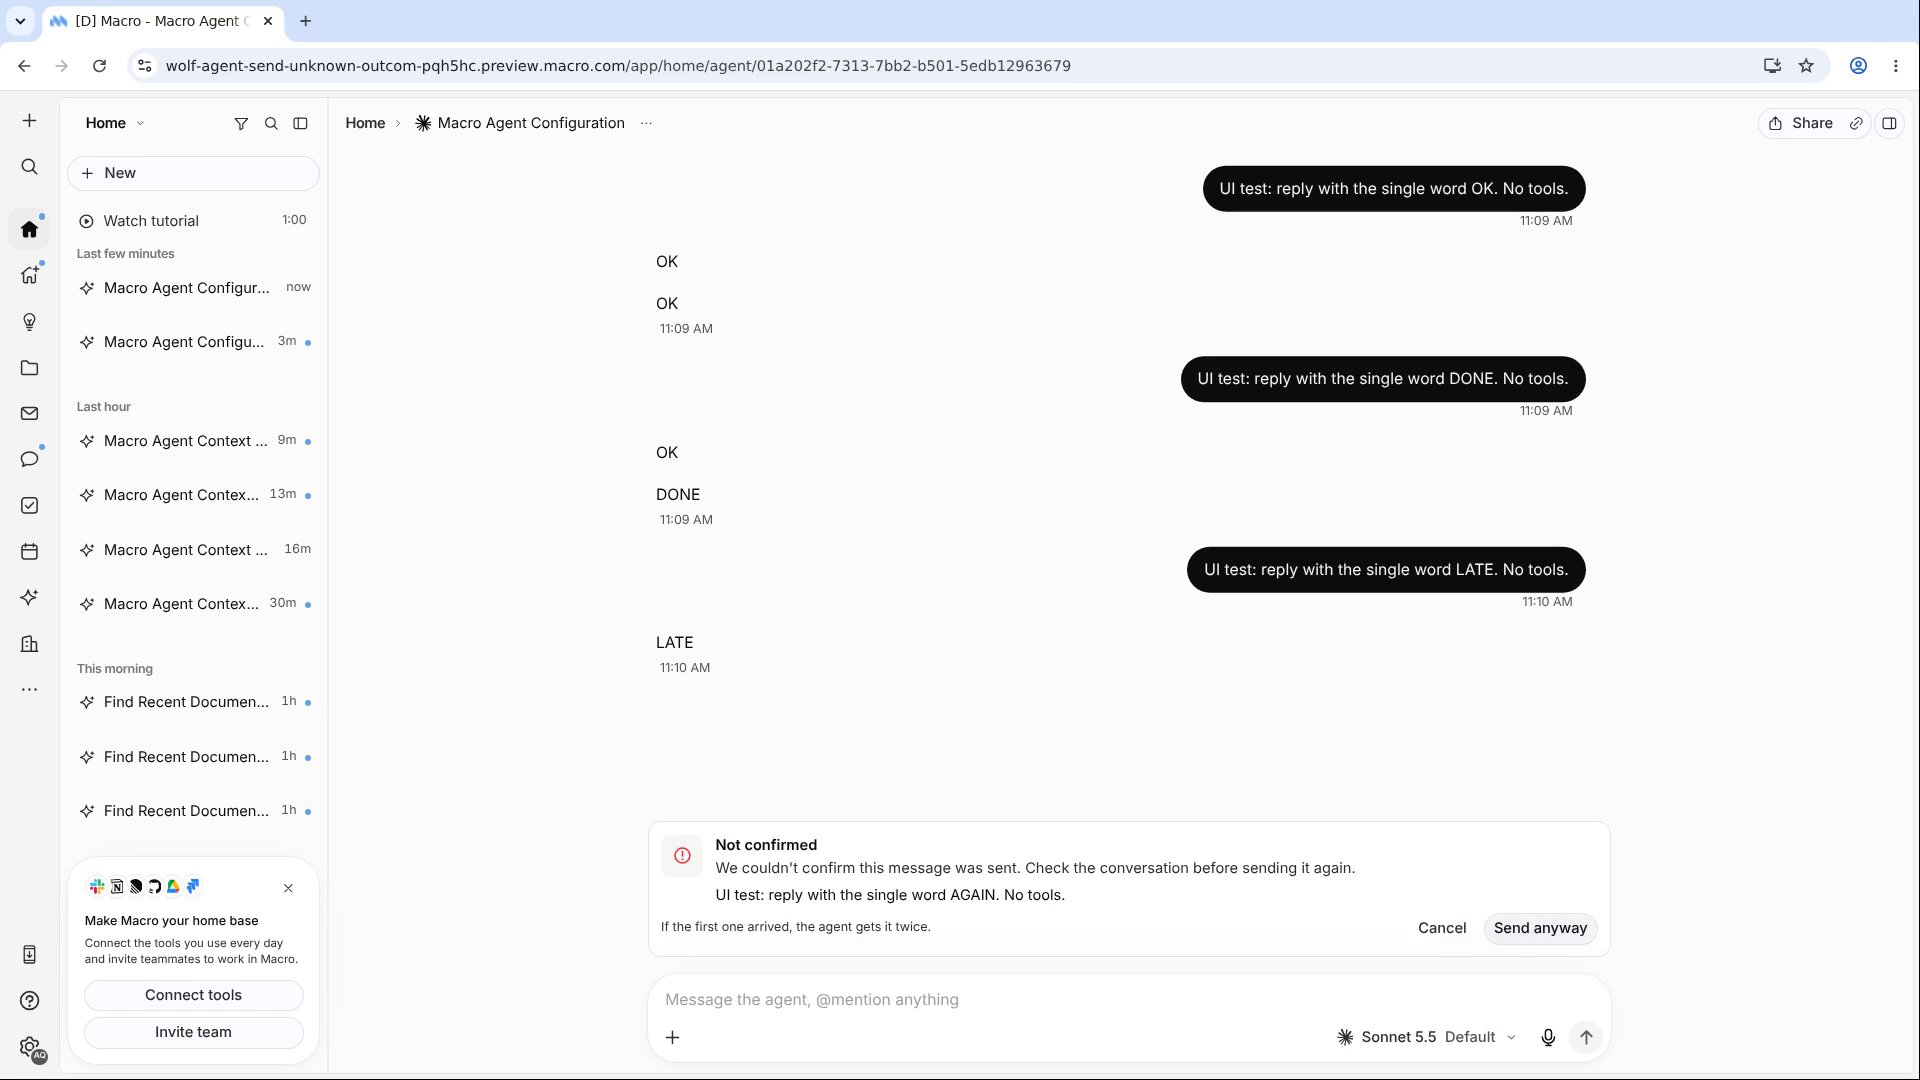 [D] Macro - Macro Agent C
wolf-agent-send-unknown-outcom-pqh5hc.preview.macro.com/app/home/agent/01a202f2-7313-7bb2-b501-5edb12963679
Home
New
Watch tutorial 1:00
Last few minutes
Macro Agent Configur... now
Macro Agent Configu... 3m
Last hour
Macro Agent Context ... 9m
Macro Agent Contex... 13m
Macro Agent Context ... 16m
Macro Agent Contex... 30m
This morning
Find Recent Documen... 1h
Find Recent Documen... 1h
Find Recent Documen... 1h
Make Macro your home base
Connect the tools you use every day
and invite teammates to work in Macro.
Connect tools
Invite team
AQ
Home › Macro Agent Configuration ...
Share
UI test: reply with the single word OK. No tools.
11:09 AM
OK
OK
11:09 AM
UI test: reply with the single word DONE. No tools.
11:09 AM
OK
DONE
11:09 AM
UI test: reply with the single word LATE. No tools.
11:10 AM
LATE
11:10 AM
Not confirmed
We couldn't confirm this message was sent. Check the conversation before sending it again.
UI test: reply with the single word AGAIN. No tools.
If the first one arrived, the agent gets it twice.
Cancel Send anyway
Message the agent, @mention anything
Sonnet 5.5 Default